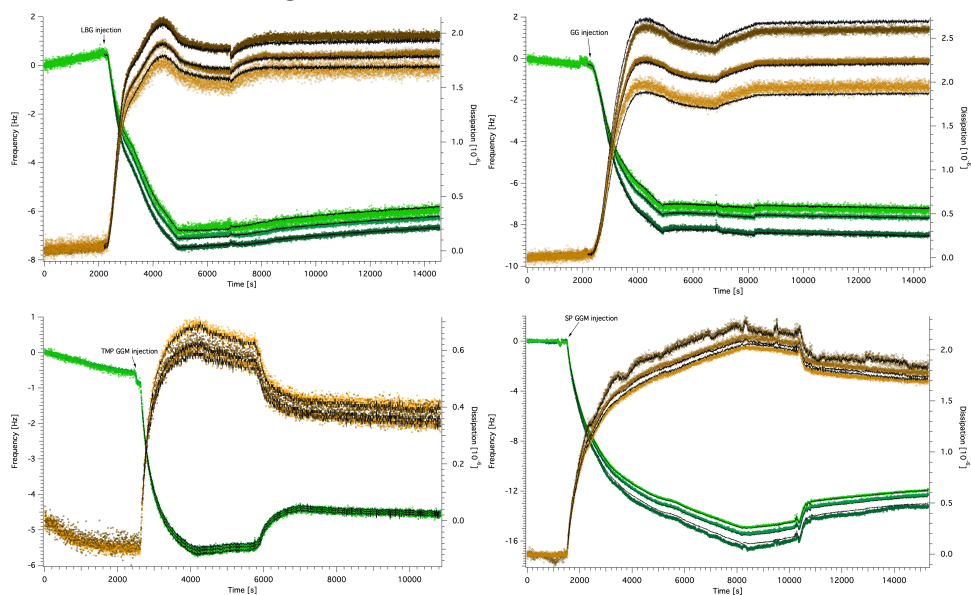 LBG injection
Frequency [Hz]
2
0
-2
-4
-6
-8
2.0
1.5
1.0
0.5
0.0
Dissipation [10⁻⁶]
0 2000 4000 6000 8000 10000 12000 14000
Time [s]
GG injection
Frequency [Hz]
2
0
-2
-4
-6
-8
-10
2.5
2.0
1.5
1.0
0.5
0.0
Dissipation [10⁻⁶]
0 2000 4000 6000 8000 10000 12000 14000
Time [s]
TMP GGM injection
Frequency [Hz]
1
0
-1
-2
-3
-4
-5
-6
0.6
0.4
0.2
0.0
Dissipation [10⁻⁶]
0 2000 4000 6000 8000 10000
Time [s]
SP GGM injection
Frequency [Hz]
0
-4
-8
-12
-16
2.0
1.5
1.0
0.5
0.0
Dissipation [10⁻⁶]
0 2000 4000 6000 8000 10000 12000 14000
Time [s]